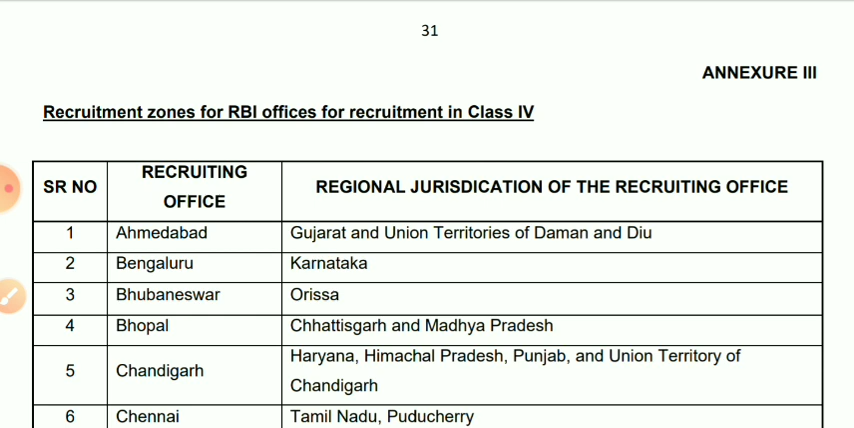 31
ANNEXURE III
Recruitment zones for RBI offices for recruitment in Class IV
SR NO RECRUITING OFFICE REGIONAL JURISDICATION OF THE RECRUITING OFFICE
1 Ahmedabad Gujarat and Union Territories of Daman and Diu
2 Bengaluru Karnataka
3 Bhubaneswar Orissa
4 Bhopal Chhattisgarh and Madhya Pradesh
5 Chandigarh Haryana, Himachal Pradesh, Punjab, and Union Territory of
Chandigarh
6 Chennai Tamil Nadu, Puducherry